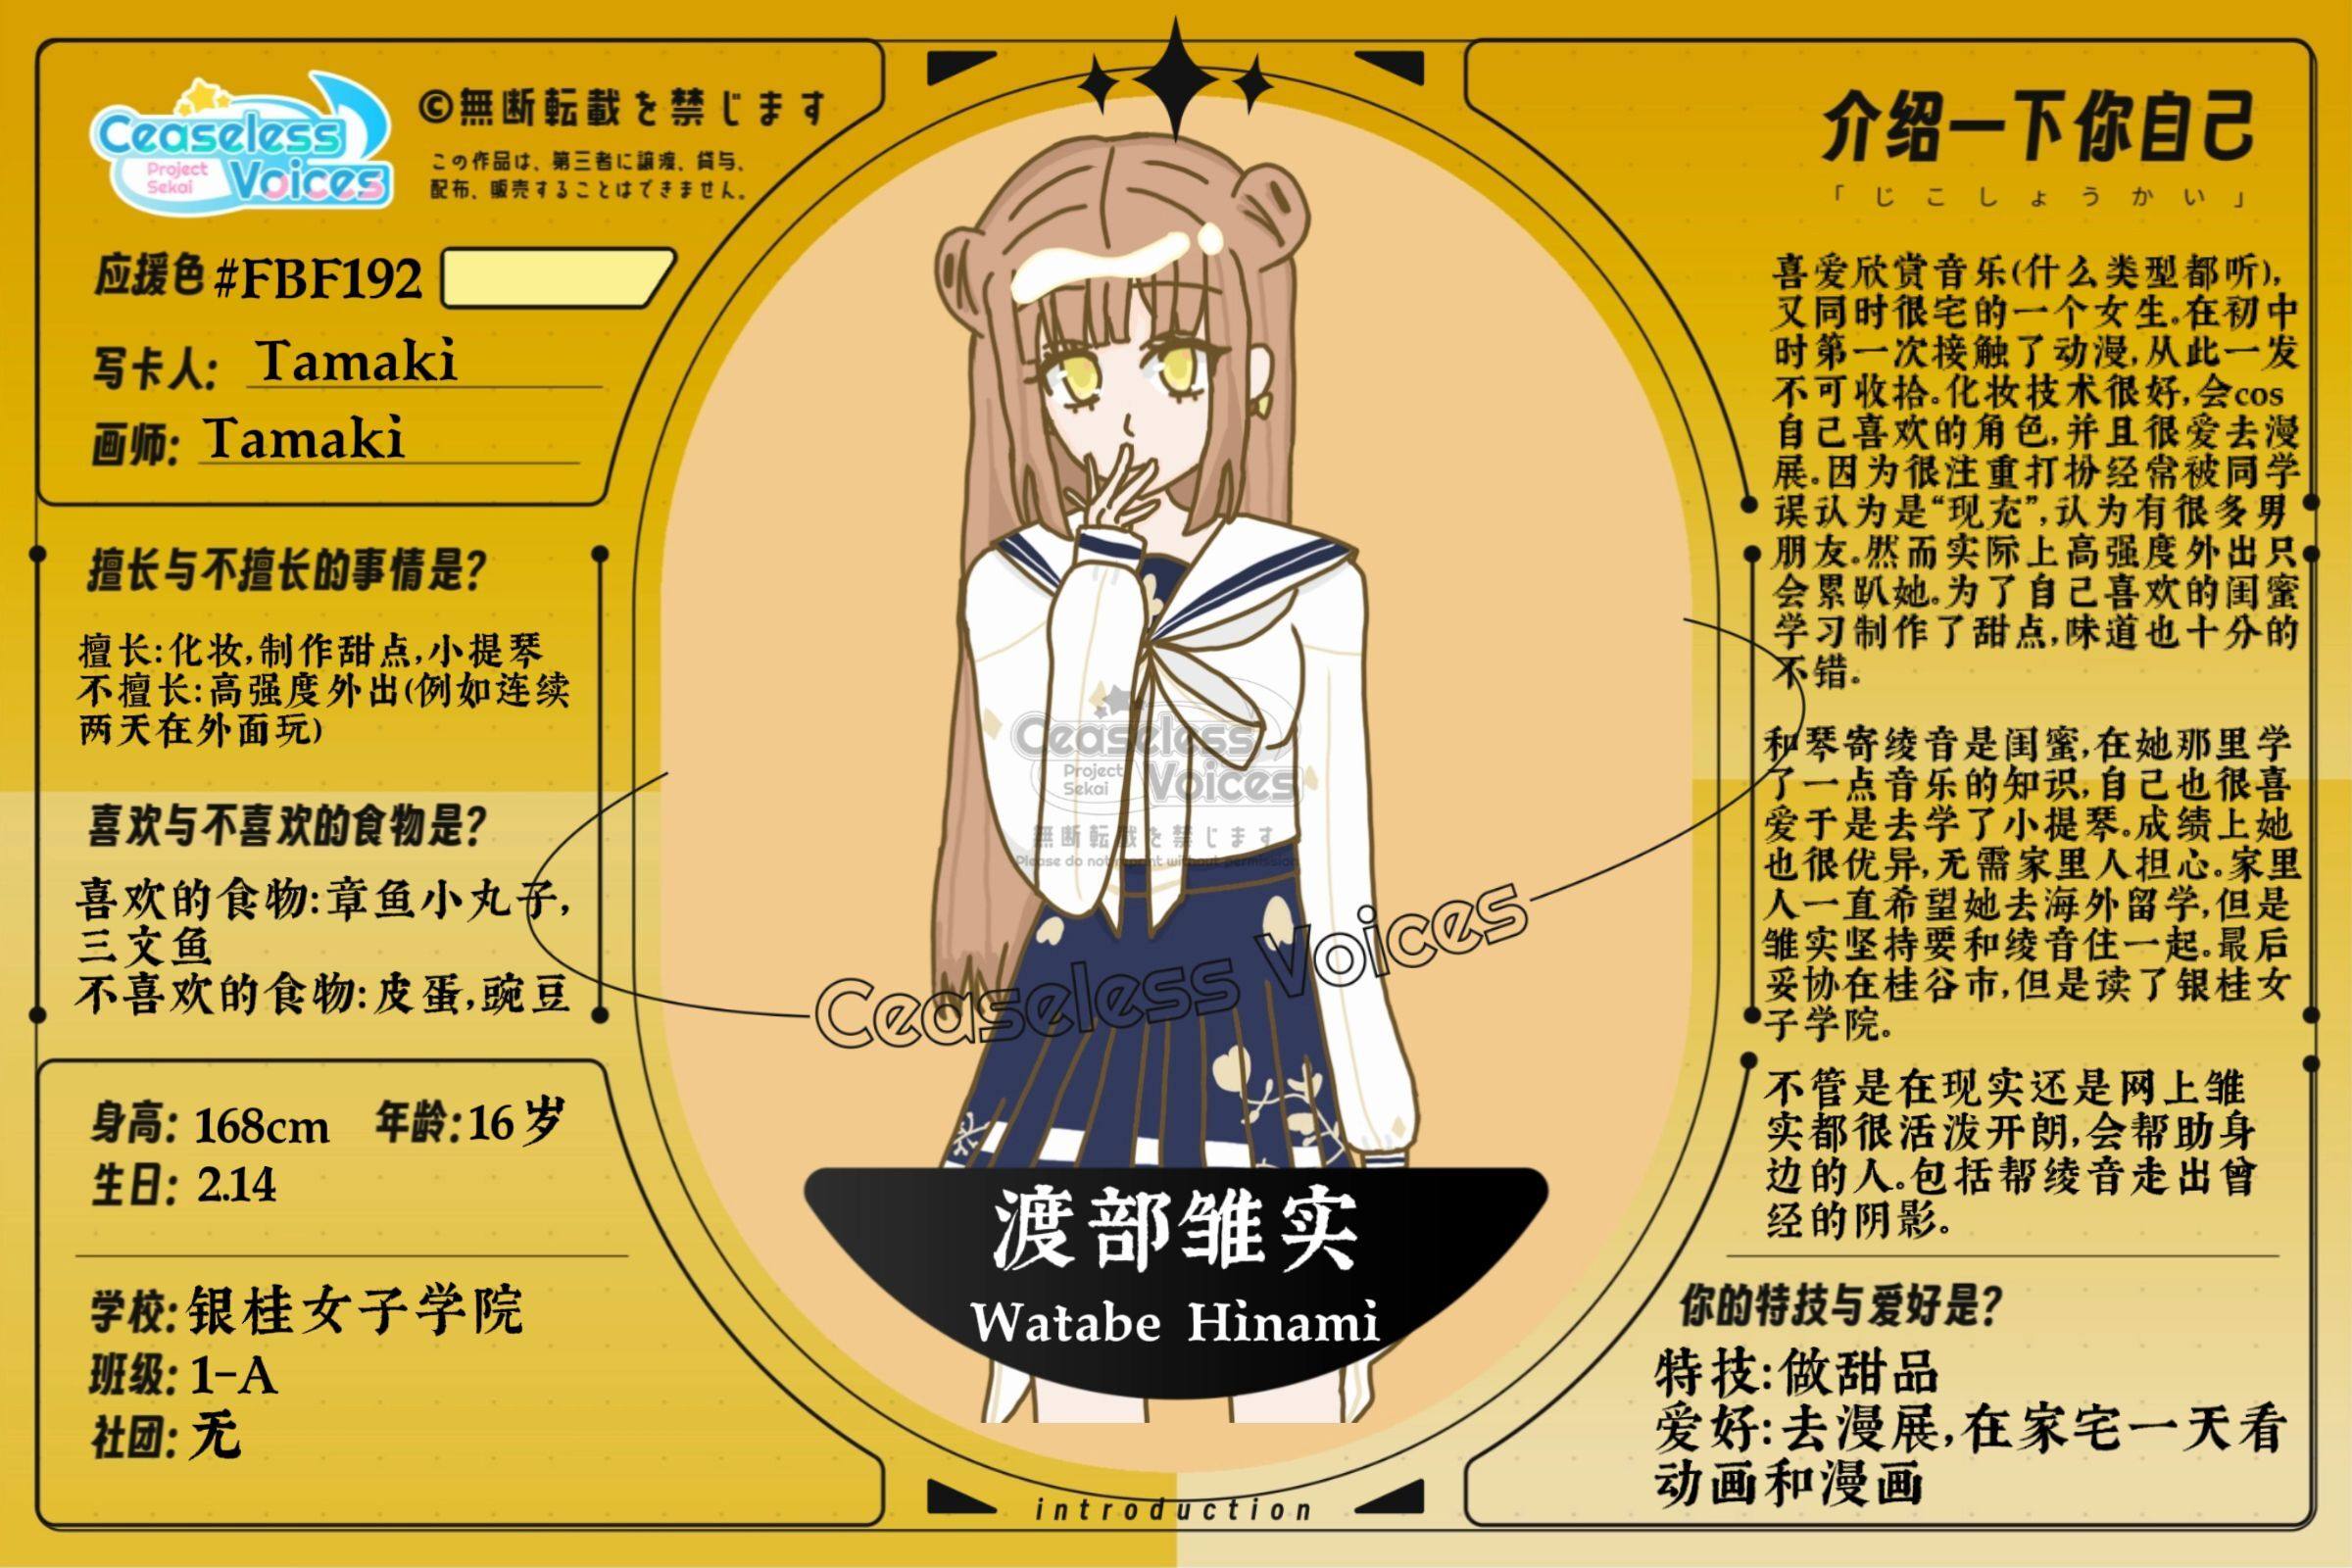 Ceaseless
Voices
Project
Sekai
©無断転載を禁じます
この作品は、第三者に譲渡、貸与、
配布、販売することはできません。
应援色 #FBF192
写卡人: Tamaki
画师: Tamaki
擅长与不擅长的事情是?
擅长:化妆,制作甜点,小提琴
不擅长:高强度外出(例如连续
两天在外面玩)
喜欢与不喜欢的食物是?
喜欢的食物:章鱼小丸子,
三文鱼
不喜欢的食物:皮蛋,豌豆
身高: 168cm 年龄:16岁
生日: 2.14
学校:银桂女子学院
班级: 1-A
社团:无
Ceaseless
Project
Sekai
Voices
無断転載を禁じます
Please do not reprint without permission
Ceaseless Voices
渡部雏实
Watabe Hinami
introduction
介绍一下你自己
「じこしょうかい」
喜爱欣赏音乐(什么类型都听),
又同时很宅的一个女生.在初中
时第一次接触了动漫,从此一发
不可收拾.化妆技术很好,会cos
自己喜欢的角色,并且很爱去漫
展.因为很注重打扮经常被同学
误认为是“现充”,认为有很多男
朋友.然而实际上高强度外出只
会累趴她.为了自己喜欢的闺蜜
学习制作了甜点,味道也十分的
不错.
和琴寄绫音是闺蜜,在她那里学
了一点音乐的知识,自己也很喜
爱于是去学了小提琴.成绩上她
也很优异,无需家里人担心.家里
人一直希望她去海外留学,但是
雏实坚持要和绫音住一起.最后
妥协在桂谷市,但是读了银桂女
子学院.
不管是在现实还是网上雏
实都很活泼开朗,会帮助身
边的人.包括帮绫音走出曾
经的阴影.
你的特技与爱好是?
特技:做甜品
爱好:去漫展,在家宅一天看
动画和漫画